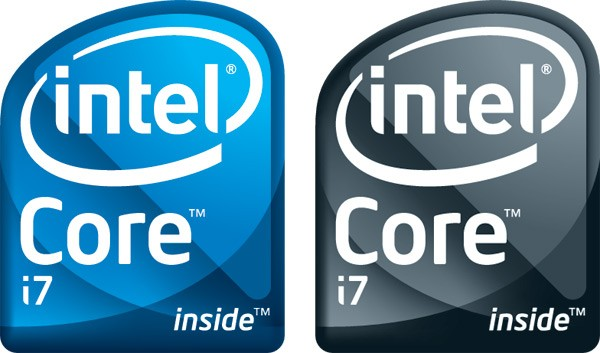 intel®
Core™
i7
inside™
intel®
Core™
i7
inside™